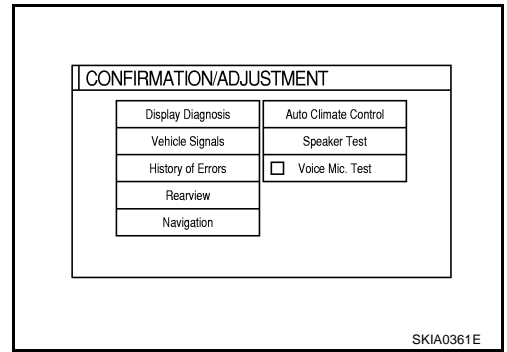 CONFIRMATION/ADJUSTMENT
Display Diagnosis
Auto Climate Control
Vehicle Signals
Speaker Test
History of Errors
Voice Mic. Test
Rearview
Navigation
SKIA0361E